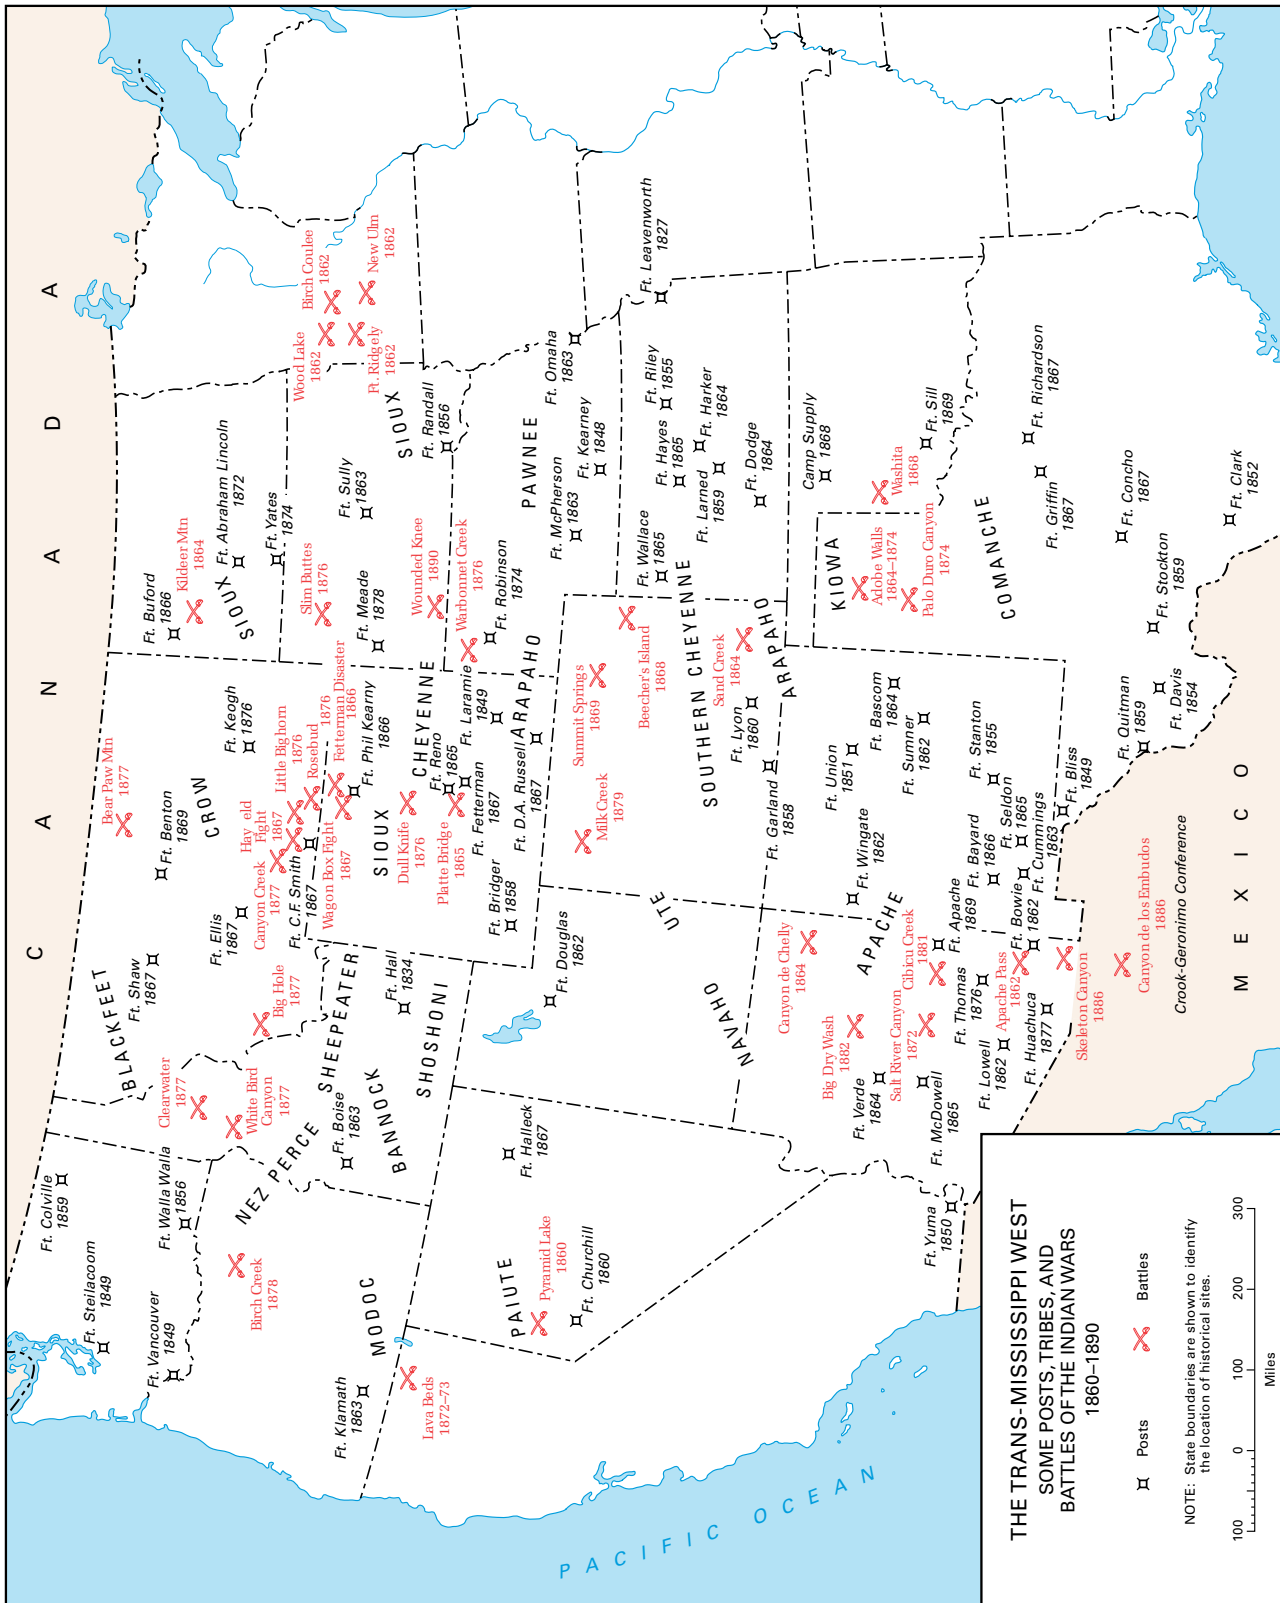 C A N A D A
Ft. Steilacoom
1849
Ft. Colville
1859
Ft. Vancouver
1849
Ft. Walla Walla
1856
Clearwater
1877
White Bird
Canyon
1877
Birch Creek
1878
NEZ PERCE
BLACKFEET
Ft. Shaw
1867
Ft. Benton
1869
Bear Paw Mtn
1877
CROW
Ft. Ellis
1867
Big Hole
1877
Canyon Creek
1877
Hay eld
Fight
1867
Ft. C.F. Smith
1867
Ft. Keogh
1876
Little Bighorn
1876
Rosebud
1876
Fetterman Disaster
1866
Ft. Phil Kearny
1866
Wagon Box Fight
1867
Ft. Buford
1866
Kildeer Mtn
1864
SIOUX
Ft. Abraham Lincoln
1872
Ft. Yates
1874
Slim Buttes
1876
Ft. Sully
1863
Ft. Meade
1878
SIOUX
Wood Lake
1862
Birch Coulee
1862
Ft. Ridgely
1862
New Ulm
1862
Ft. Randall
1856
Wounded Knee
1890
Warbonnet Creek
1876
Ft. Robinson
1874
SHEEPEATER
Ft. Boise
1863
BANNOCK
Ft. Hall
1834
SHOSHONI
SIOUX
Dull Knife
1876
CHEYENNE
Platte Bridge
1865
Ft. Reno
1865
Ft. Fetterman
1867
Ft. Laramie
1849
ARAPAHO
Ft. D.A. Russell
1867
Ft. Bridger
1858
MODOC
Ft. Klamath
1863
Lava Beds
1872–73
PAIUTE
Pyramid Lake
1860
Ft. Churchill
1860
Ft. Halleck
1867
Ft. Douglas
1862
UTE
PAWNEE
Ft. McPherson
1863
Ft. Kearney
1848
Ft. Omaha
1863
Summit Springs
1869
Milk Creek
1879
Beecher's Island
1868
SOUTHERN CHEYENNE
Sand Creek
1864
Ft. Lyon
1860
ARAPAHO
Ft. Garland
1858
Ft. Wallace
1865
Ft. Hayes
1865
Ft. Riley
1855
Ft. Harker
1864
Ft. Larned
1859
Ft. Dodge
1864
Ft. Leavenworth
1827
Camp Supply
1868
KIOWA
Adobe Walls
1864–1874
Washita
1868
Ft. Sill
1869
Palo Duro Canyon
1874
COMANCHE
Ft. Richardson
1867
Ft. Griffin
1867
Ft. Concho
1867
Ft. Clark
1852
Ft. Stockton
1859
Ft. Davis
1854
Ft. Quitman
1859
Ft. Bliss
1849
Ft. Union
1851
Ft. Bascom
1864
Ft. Sumner
1862
Ft. Wingate
1862
Ft. Stanton
1855
Ft. Seldon
1865
Ft. Cummings
1863
Ft. Bayard
1866
NAVAHO
Canyon de Chelly
1864
APACHE
Big Dry Wash
1882
Cibicu Creek
1881
Ft. Apache
1869
Salt River Canyon
1872
Ft. Verde
1864
Ft. McDowell
1865
Ft. Thomas
1876
Ft. Lowell
1862
Apache Pass
1862
Ft. Bowie
1862
Ft. Huachuca
1877
Skeleton Canyon
1886
Ft. Yuma
1850
Canyon de los Embudos
1886
Crook-Geronimo Conference
M E X I C O
PACIFIC OCEAN
THE TRANS-MISSISSIPPI WEST
SOME POSTS, TRIBES, AND
BATTLES OF THE INDIAN WARS
1860–1890
Posts
Battles
NOTE: State boundaries are shown to identify
the location of historical sites.
100 0 100 200 300
Miles